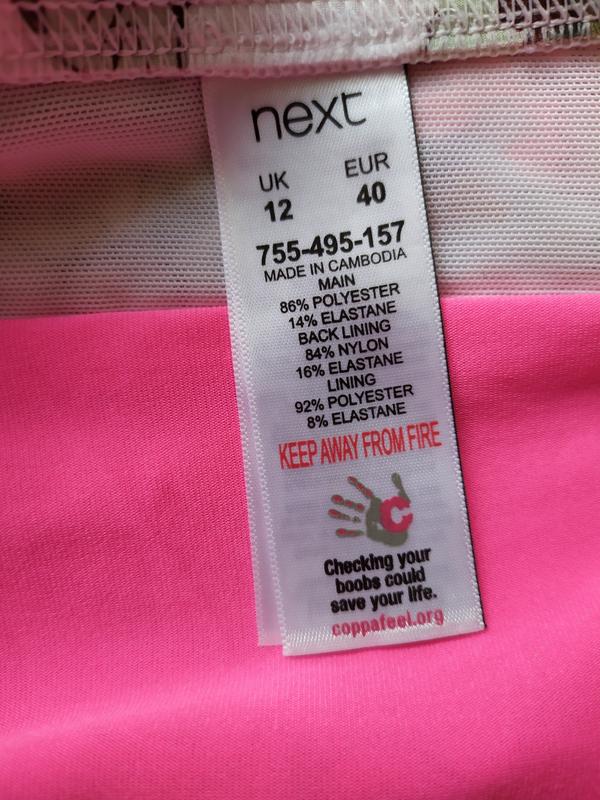 next
UK EUR
12 40
755-495-157
MADE IN CAMBODIA
MAIN
86% POLYESTER
14% ELASTANE
BACK LINING
84% NYLON
16% ELASTANE
LINING
92% POLYESTER
8% ELASTANE
KEEP AWAY FROM FIRE
C
Checking your
boobs could
save your life.
coppafeel.org